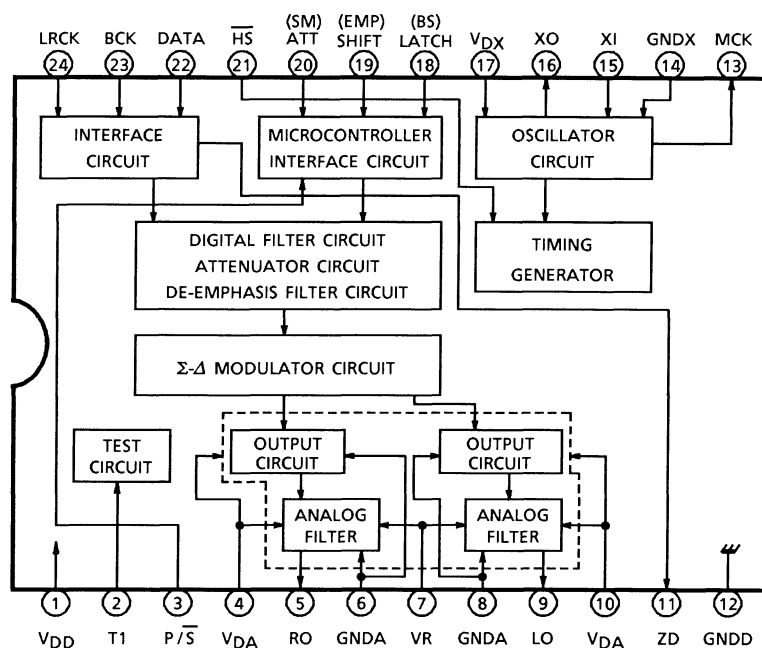 (SM) (EMP) (BS)
LRCK BCK DATA H̅S̅ ATT SHIFT LATCH VDX XO XI GNDX MCK
24 23 22 21 20 19 18 17 16 15 14 13
INTERFACE
CIRCUIT
MICROCONTROLLER
INTERFACE CIRCUIT
OSCILLATOR
CIRCUIT
DIGITAL FILTER CIRCUIT
ATTENUATOR CIRCUIT
DE-EMPHASIS FILTER CIRCUIT
TIMING
GENERATOR
Σ-Δ MODULATOR CIRCUIT
TEST
CIRCUIT
OUTPUT
CIRCUIT
OUTPUT
CIRCUIT
ANALOG
FILTER
ANALOG
FILTER
1 2 3 4 5 6 7 8 9 10 11 12
VDD T1 P/S̅ VDA RO GNDA VR GNDA LO VDA ZD GNDD